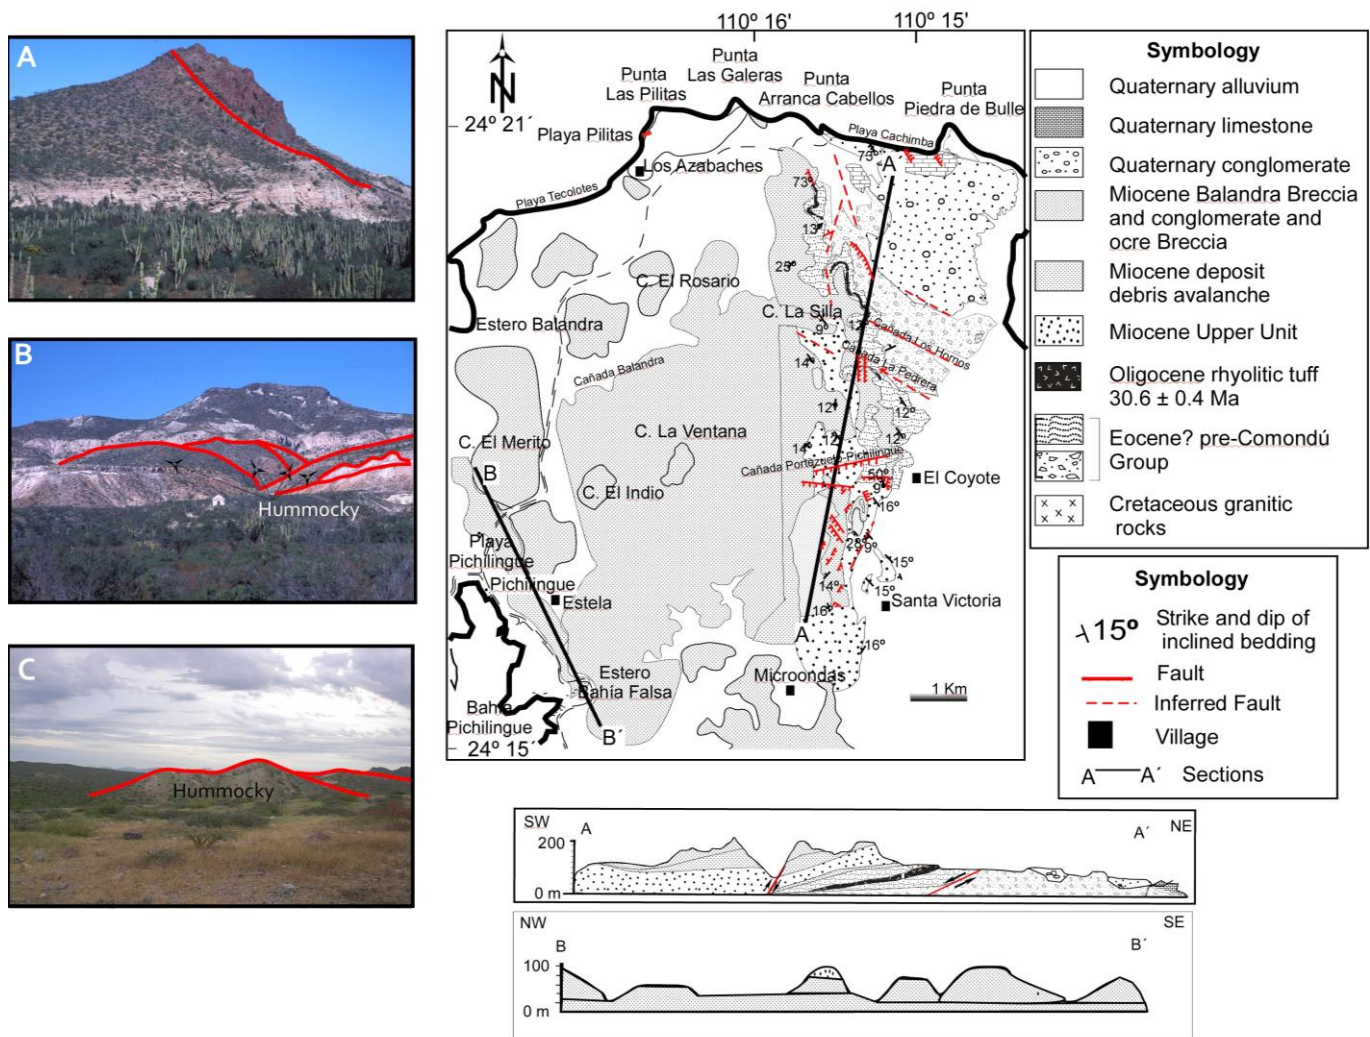 A
B
Hummocky
C
Hummocky
110º 16'
110º 15'
N
Punta
Las Galeras
Punta
Las Pilitas
Punta
Arranca Cabellos
Punta
Piedra de Bulle
24º 21´
Playa Pilitas
Playa Cachimba
Los Azabaches
Playa Tecolotes
73º
A
73º
13º
25º
C. El Rosario
Estero Balandra
C. La Silla
9º
12º
Cañada Los Hornos
Cañada La Pedrera
Cañada Balandra
14º
12º
12º
C. La Ventana
C. El Merito
14º
12º
12º
B
Cañada Portezuelo-Pichilingue
50º
9º
El Coyote
C. El Indio
16º
Playa
Pichilingue
Pichilingue
Estela
15º
14º
15º
16º
Santa Victoria
A
16º
Estero
Bahía Falsa
Microondas
1 Km
Bahía
Pichilingue
B´
24º 15´
Symbology
Quaternary alluvium
Quaternary limestone
Quaternary conglomerate
Miocene Balandra Breccia
and conglomerate and
ocre Breccia
Miocene deposit
debris avalanche
Miocene Upper Unit
Oligocene rhyolitic tuff
30.6 ± 0.4 Ma
Eocene? pre-Comondú
Group
Cretaceous granitic
rocks
Symbology
15º
Strike and dip of
inclined bedding
Fault
Inferred Fault
Village
A A´ Sections
SW A A´ NE
200
0 m
NW SE
B B´
100
0 m